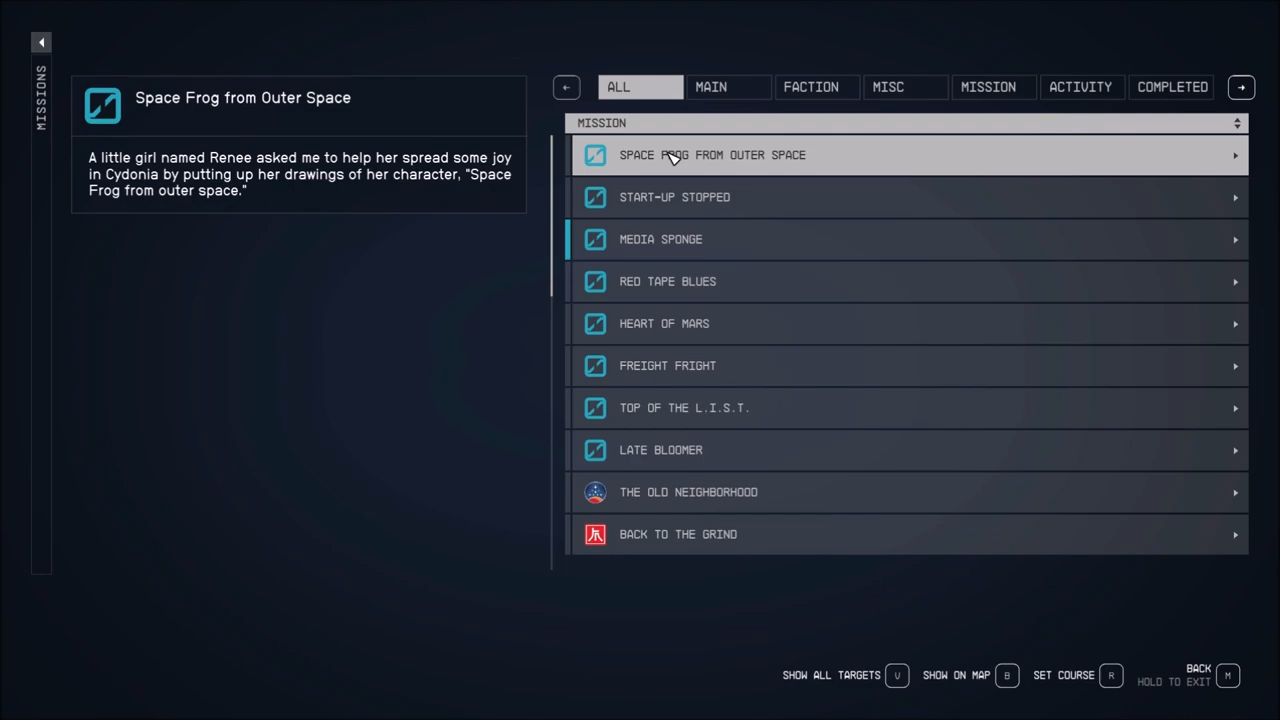 MISSIONS
Space Frog from Outer Space
A little girl named Renee asked me to help her spread some joy
in Cydonia by putting up her drawings of her character, "Space
Frog from outer space."
ALL MAIN FACTION MISC MISSION ACTIVITY COMPLETED
MISSION
SPACE FROG FROM OUTER SPACE
START-UP STOPPED
MEDIA SPONGE
RED TAPE BLUES
HEART OF MARS
FREIGHT FRIGHT
TOP OF THE L.I.S.T.
LATE BLOOMER
THE OLD NEIGHBORHOOD
BACK TO THE GRIND
SHOW ALL TARGETS V SHOW ON MAP B SET COURSE R BACK M
HOLD TO EXIT